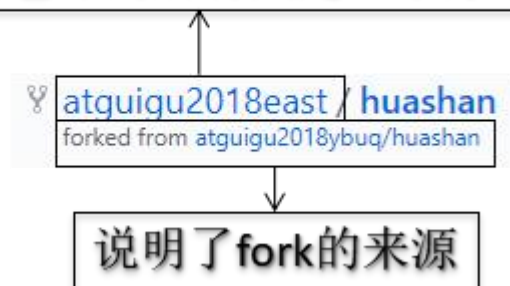 atguigu2018east / huashan
forked from atguigu2018ybuq/huashan
说明了fork的来源